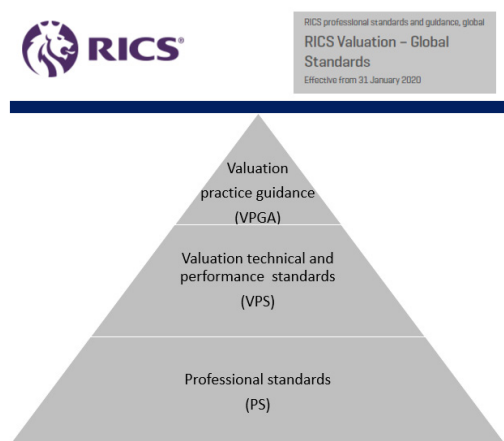 RICS
RICS professional standards and guidance, global
RICS Valuation – Global
Standards
Effective from 31 January 2020
Valuation
practice guidance
(VPGA)
Valuation technical and
performance standards
(VPS)
Professional standards
(PS)